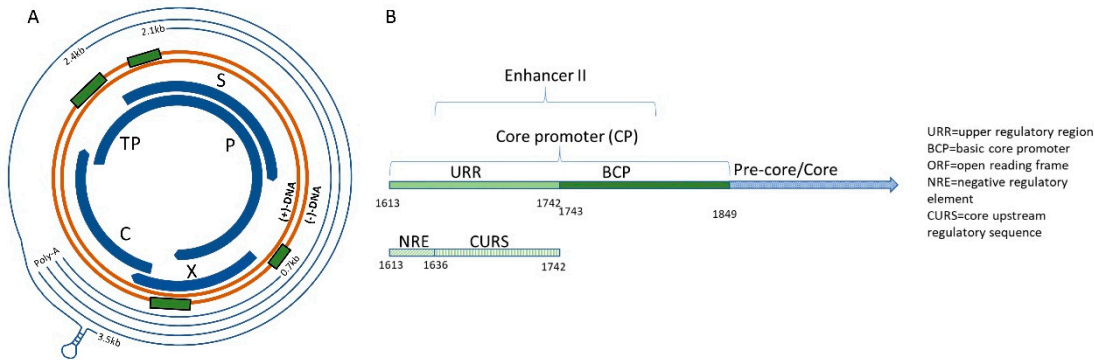 A
2.1kb
2.4kb
S
TP
P
(+)-DNA
(-)-DNA
C
X
Poly-A
0.7kb
3.5kb
B
Enhancer II
Core promoter (CP)
URR
BCP
Pre-core/Core
1613
1742
1743
1849
NRE
CURS
1613
1636
1742
URR=upper regulatory region
BCP=basic core promoter
ORF=open reading frame
NRE=negative regulatory
element
CURS=core upstream
regulatory sequence